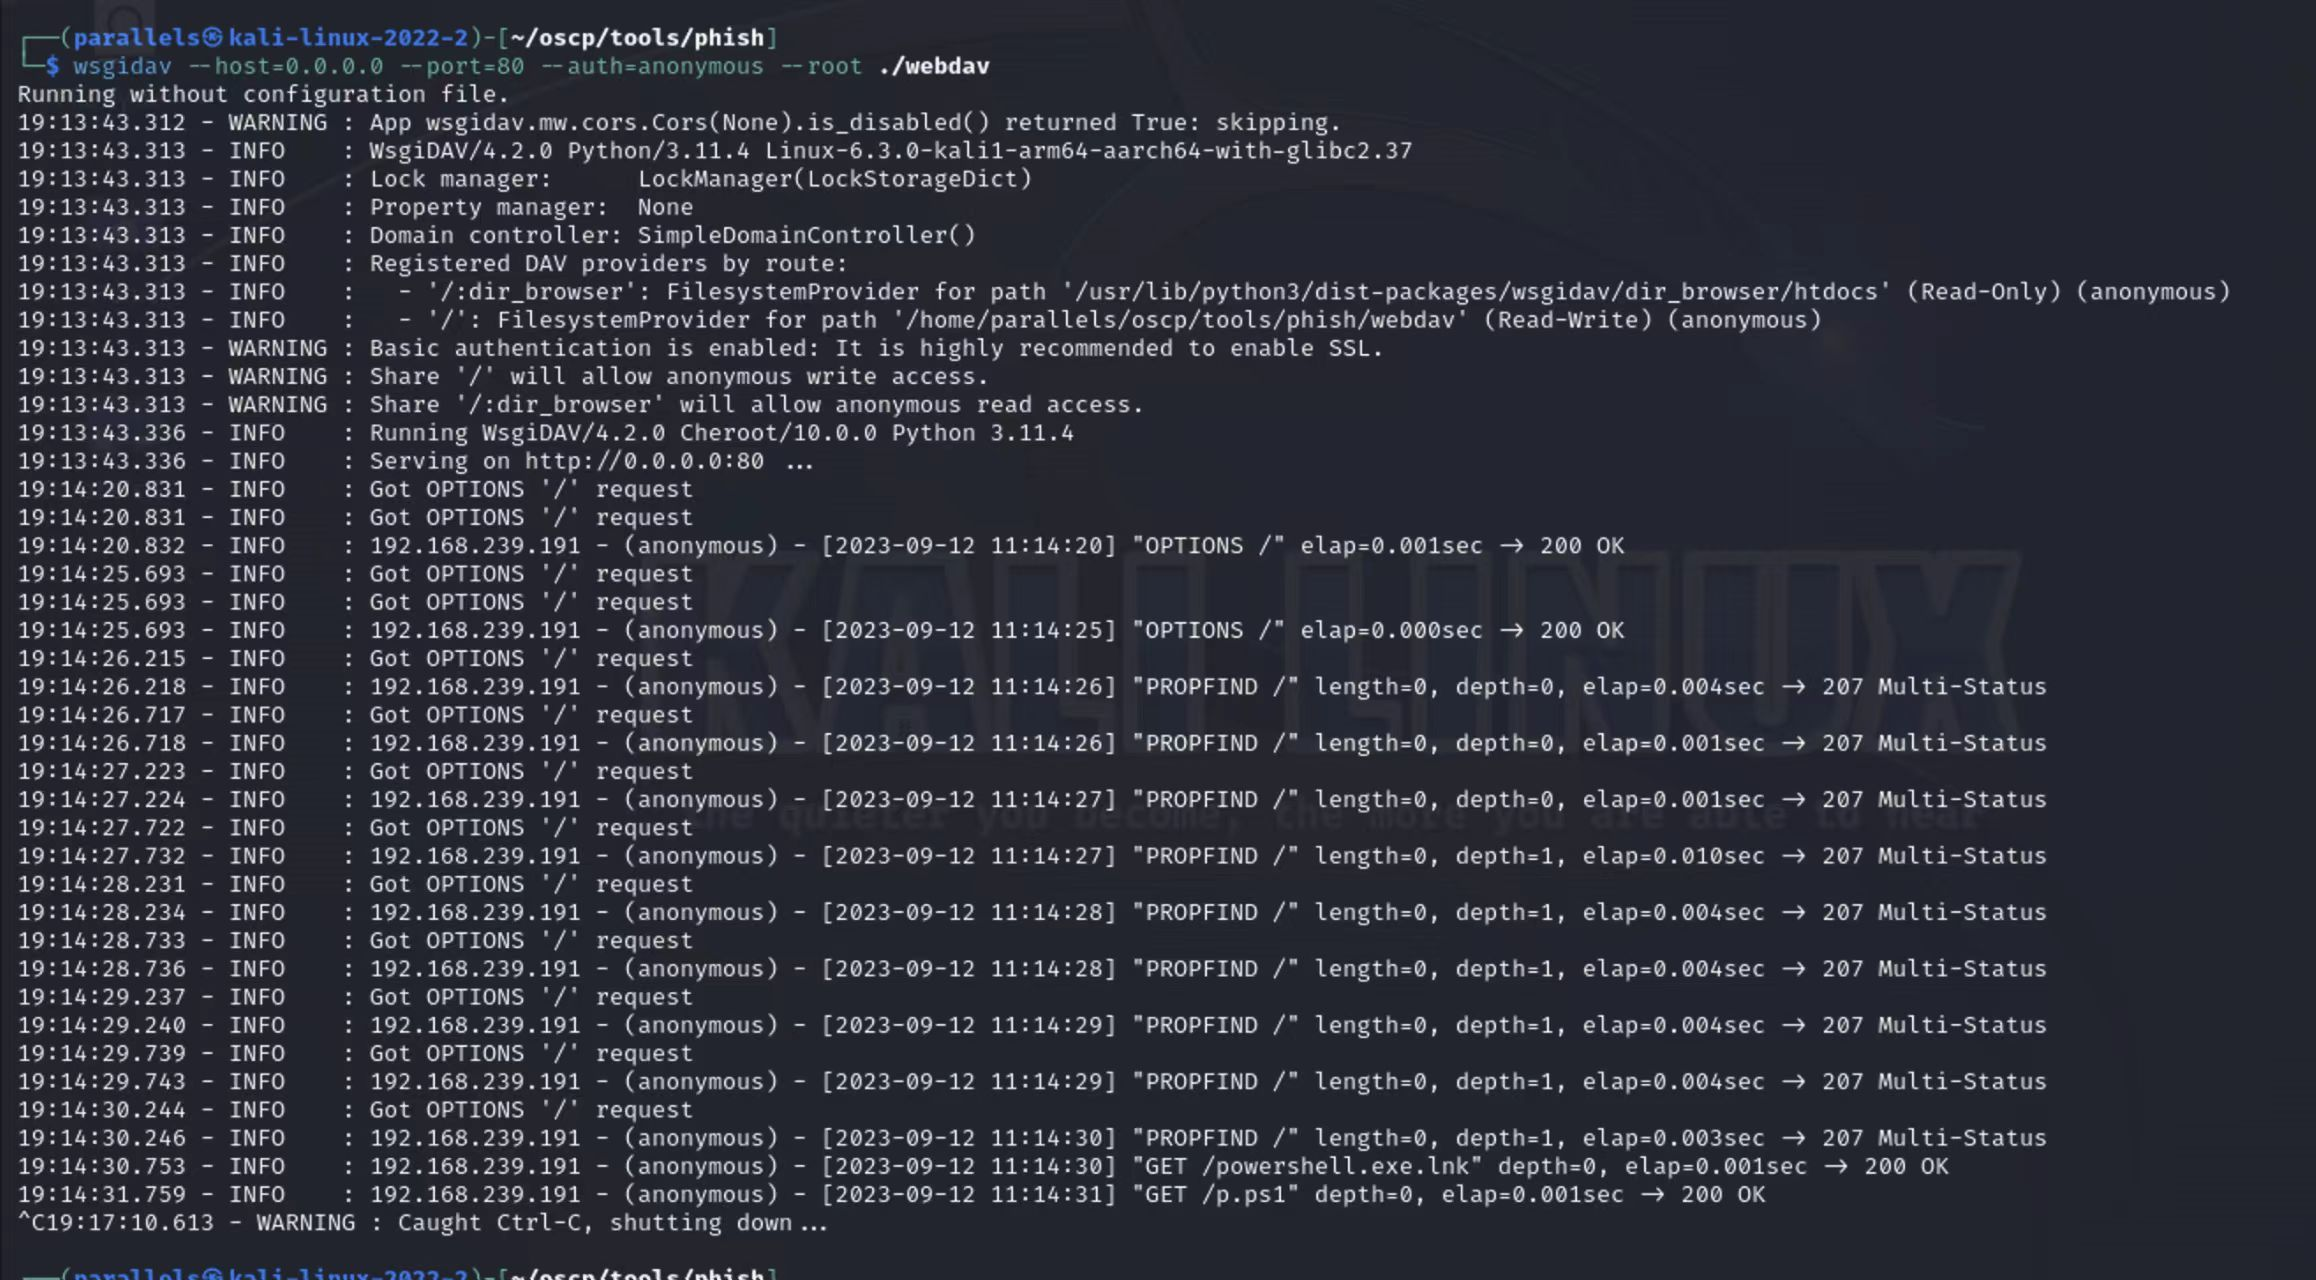 ┌──(parallels㉿kali-linux-2022-2)-[~/oscp/tools/phish]
└─$ wsgidav --host=0.0.0.0 --port=80 --auth=anonymous --root ./webdav
Running without configuration file.
19:13:43.312 - WARNING : App wsgidav.mw.cors.Cors(None).is_disabled() returned True: skipping.
19:13:43.313 - INFO    : WsgiDAV/4.2.0 Python/3.11.4 Linux-6.3.0-kali1-arm64-aarch64-with-glibc2.37
19:13:43.313 - INFO    : Lock manager:      LockManager(LockStorageDict)
19:13:43.313 - INFO    : Property manager:  None
19:13:43.313 - INFO    : Domain controller: SimpleDomainController()
19:13:43.313 - INFO    : Registered DAV providers by route:
19:13:43.313 - INFO    :   - '/:dir_browser': FilesystemProvider for path '/usr/lib/python3/dist-packages/wsgidav/dir_browser/htdocs' (Read-Only) (anonymous)
19:13:43.313 - INFO    :   - '/': FilesystemProvider for path '/home/parallels/oscp/tools/phish/webdav' (Read-Write) (anonymous)
19:13:43.313 - WARNING : Basic authentication is enabled: It is highly recommended to enable SSL.
19:13:43.313 - WARNING : Share '/' will allow anonymous write access.
19:13:43.313 - WARNING : Share '/:dir_browser' will allow anonymous read access.
19:13:43.336 - INFO    : Running WsgiDAV/4.2.0 Cheroot/10.0.0 Python 3.11.4
19:13:43.336 - INFO    : Serving on http://0.0.0.0:80 ...
19:14:20.831 - INFO    : Got OPTIONS '/' request
19:14:20.831 - INFO    : Got OPTIONS '/' request
19:14:20.832 - INFO    : 192.168.239.191 - (anonymous) - [2023-09-12 11:14:20] "OPTIONS /" elap=0.001sec → 200 OK
19:14:25.693 - INFO    : Got OPTIONS '/' request
19:14:25.693 - INFO    : Got OPTIONS '/' request
19:14:25.693 - INFO    : 192.168.239.191 - (anonymous) - [2023-09-12 11:14:25] "OPTIONS /" elap=0.000sec → 200 OK
19:14:26.215 - INFO    : Got OPTIONS '/' request
19:14:26.218 - INFO    : 192.168.239.191 - (anonymous) - [2023-09-12 11:14:26] "PROPFIND /" length=0, depth=0, elap=0.004sec → 207 Multi-Status
19:14:26.717 - INFO    : Got OPTIONS '/' request
19:14:26.718 - INFO    : 192.168.239.191 - (anonymous) - [2023-09-12 11:14:26] "PROPFIND /" length=0, depth=0, elap=0.001sec → 207 Multi-Status
19:14:27.223 - INFO    : Got OPTIONS '/' request
19:14:27.224 - INFO    : 192.168.239.191 - (anonymous) - [2023-09-12 11:14:27] "PROPFIND /" length=0, depth=0, elap=0.001sec → 207 Multi-Status
19:14:27.722 - INFO    : Got OPTIONS '/' request
19:14:27.732 - INFO    : 192.168.239.191 - (anonymous) - [2023-09-12 11:14:27] "PROPFIND /" length=0, depth=1, elap=0.010sec → 207 Multi-Status
19:14:28.231 - INFO    : Got OPTIONS '/' request
19:14:28.234 - INFO    : 192.168.239.191 - (anonymous) - [2023-09-12 11:14:28] "PROPFIND /" length=0, depth=1, elap=0.004sec → 207 Multi-Status
19:14:28.733 - INFO    : Got OPTIONS '/' request
19:14:28.736 - INFO    : 192.168.239.191 - (anonymous) - [2023-09-12 11:14:28] "PROPFIND /" length=0, depth=1, elap=0.004sec → 207 Multi-Status
19:14:29.237 - INFO    : Got OPTIONS '/' request
19:14:29.240 - INFO    : 192.168.239.191 - (anonymous) - [2023-09-12 11:14:29] "PROPFIND /" length=0, depth=1, elap=0.004sec → 207 Multi-Status
19:14:29.739 - INFO    : Got OPTIONS '/' request
19:14:29.743 - INFO    : 192.168.239.191 - (anonymous) - [2023-09-12 11:14:29] "PROPFIND /" length=0, depth=1, elap=0.004sec → 207 Multi-Status
19:14:30.244 - INFO    : Got OPTIONS '/' request
19:14:30.246 - INFO    : 192.168.239.191 - (anonymous) - [2023-09-12 11:14:30] "PROPFIND /" length=0, depth=1, elap=0.003sec → 207 Multi-Status
19:14:30.753 - INFO    : 192.168.239.191 - (anonymous) - [2023-09-12 11:14:30] "GET /powershell.exe.lnk" depth=0, elap=0.001sec → 200 OK
19:14:31.759 - INFO    : 192.168.239.191 - (anonymous) - [2023-09-12 11:14:31] "GET /p.ps1" depth=0, elap=0.001sec → 200 OK
^C19:17:10.613 - WARNING : Caught Ctrl-C, shutting down...
┌──(parallels㉿kali-linux-2022-2)-[~/oscp/tools/phish]
KALI LINUX
the quieter you become, the more you are able to hear